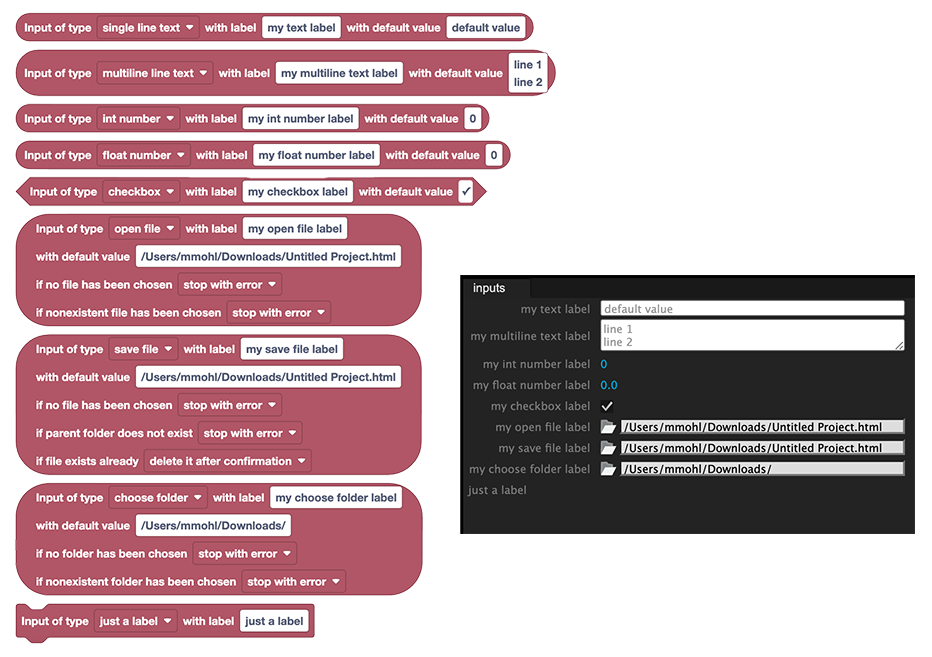 Input of type single line text with label my text label with default value default value
Input of type multiline line text with label my multiline text label with default value line 1
line 2
Input of type int number with label my int number label with default value 0
Input of type float number with label my float number label with default value 0
Input of type checkbox with label my checkbox label with default value ✓
Input of type open file with label my open file label
with default value /Users/mmohl/Downloads/Untitled Project.html
if no file has been chosen stop with error
if nonexistent file has been chosen stop with error
Input of type save file with label my save file label
with default value /Users/mmohl/Downloads/Untitled Project.html
if no file has been chosen stop with error
if parent folder does not exist stop with error
if file exists already delete it after confirmation
Input of type choose folder with label my choose folder label
with default value /Users/mmohl/Downloads/
if no folder has been chosen stop with error
if nonexistent folder has been chosen stop with error
Input of type just a label with label just a label
inputs
my text label default value
my multiline text label line 1
line 2
my int number label 0
my float number label 0.0
my checkbox label ✓
my open file label /Users/mmohl/Downloads/Untitled Project.html
my save file label /Users/mmohl/Downloads/Untitled Project.html
my choose folder label /Users/mmohl/Downloads/
just a label